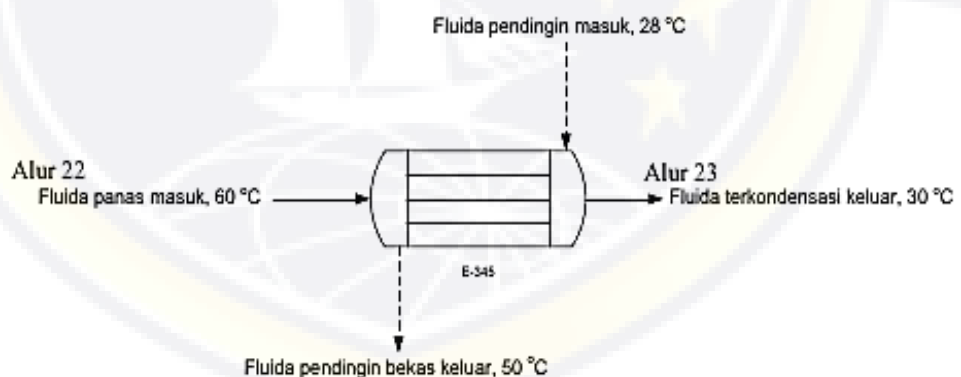 Fluida pendingin masuk, 28 °C
Alur 22
Fluida panas masuk, 60 °C
Alur 23
Fluida terkondensasi keluar, 30 °C
E-345
Fluida pendingin bekas keluar, 50 °C